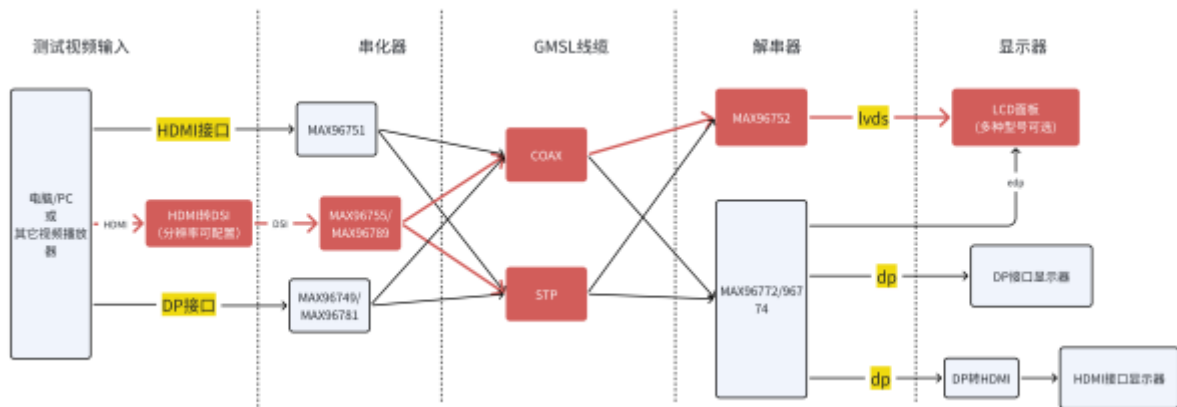 测试视频输入
串化器
GMSL线缆
解串器
显示器
电脑/PC
或
其它视频播放
器
HDMI接口
HDMI
HDMI转DSI
（分辨率可配置）
DSI
DP接口
MAX96751
MAX96755/
MAX96789
MAX96749/
MAX96781
COAX
STP
MAX96752
MAX96772/967
74
lvds
edp
dp
dp
LCD面板
（多种型号可选）
DP接口显示器
DP转HDMI
HDMI接口显示器